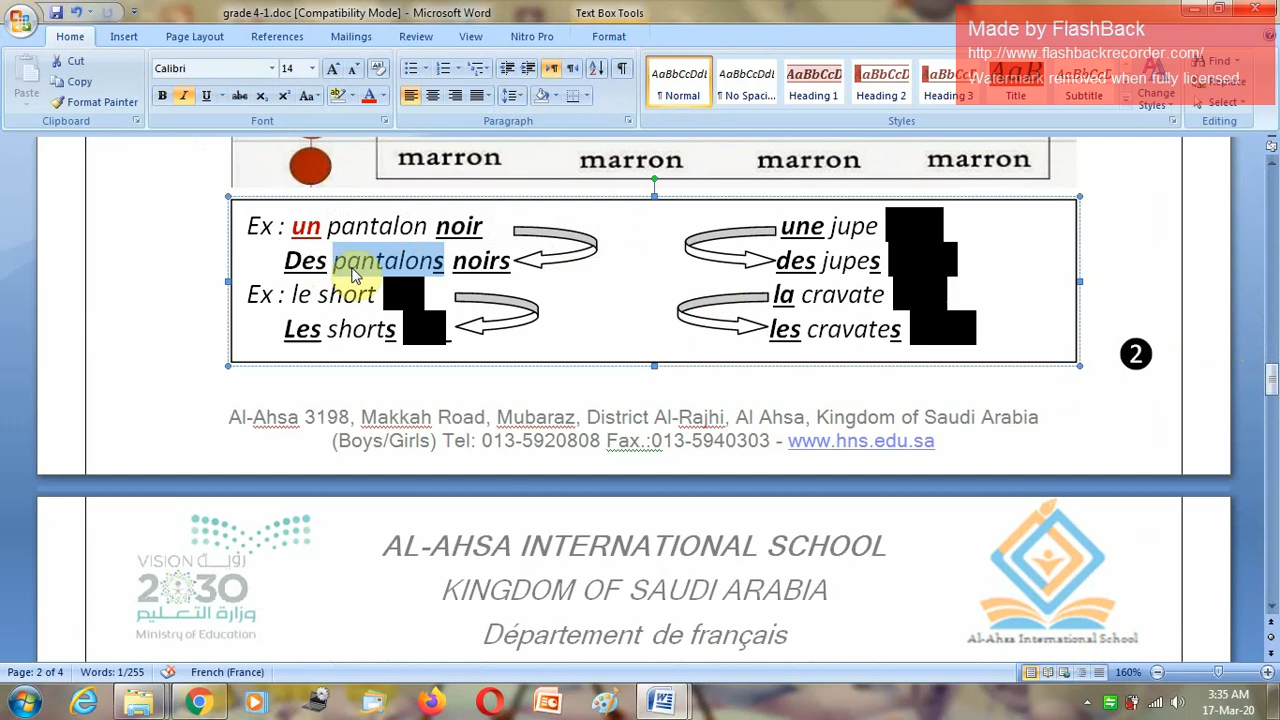 grade 4-1.doc [Compatibility Mode] - Microsoft Word
Text Box Tools
Made by FlashBack
http://www.flashbackrecorder.com/
Watermark removed when fully licensed
Home Insert Page Layout References Mailings Review View Nitro Pro Format
Paste
Cut
Copy
Format Painter
Calibri 14
AaBbCcDdI AaBbCcDdI AaBbCcD AaBbCcD AaB
¶ Normal ¶ No Spaci... Heading 1 Heading 2 Heading 3 Title Subtitle
Change Styles
Find
Replace
Select
Clipboard Font Paragraph Styles Editing
marron marron marron marron
Ex : un pantalon noir une jupe
Des pantalons noirs des jupes
Ex : le short la cravate
Les shorts les cravates
2
Al-Ahsa 3198, Makkah Road, Mubaraz, District Al-Rajhi, Al Ahsa, Kingdom of Saudi Arabia
(Boys/Girls) Tel: 013-5920808 Fax.:013-5940303 - www.hns.edu.sa
VISION رؤيــة
2030
وزارة التـــعـلـيم
Ministry of Education
AL-AHSA INTERNATIONAL SCHOOL
KINGDOM OF SAUDI ARABIA
Département de français
Al-Ahsa International School
Page: 2 of 4 Words: 1/255 French (France) 160%
3:35 AM
17-Mar-20